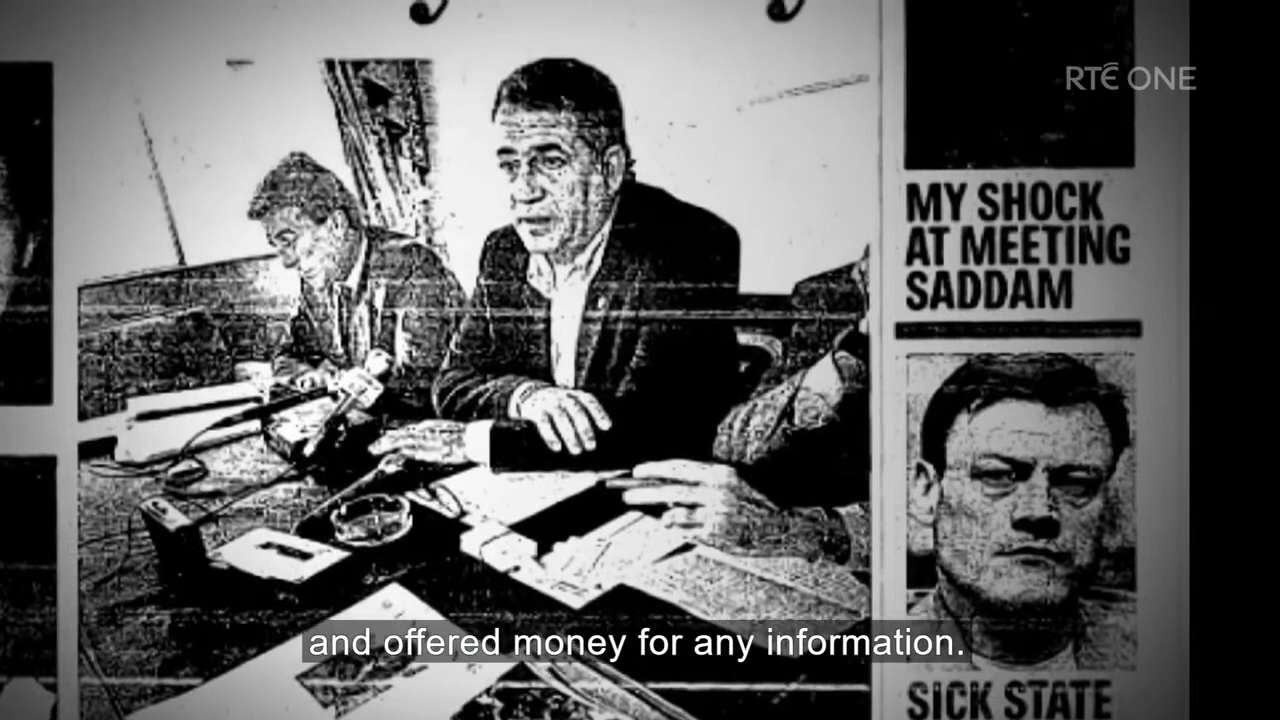 RTÉ ONE
MY SHOCK
AT MEETING
SADDAM
and offered money for any information.
SICK STATE